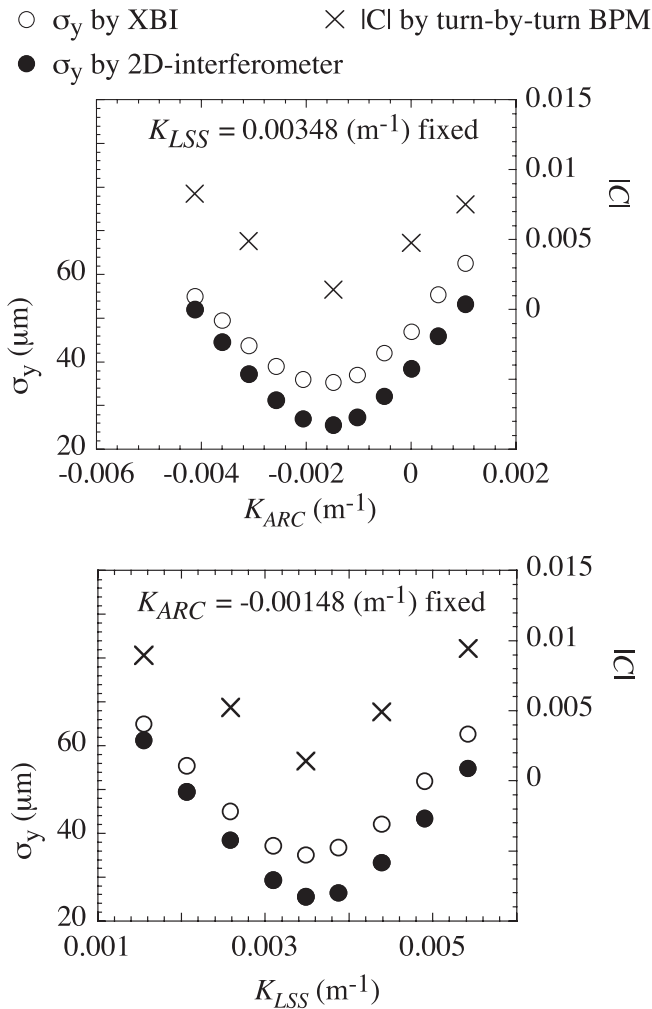 ○ σy by XBI × |C| by turn-by-turn BPM
● σy by 2D-interferometer
KLSS = 0.00348 (m-1) fixed
0.015
0.01
0.005
0
|C|
60
40
20
σy (μm)
-0.006 -0.004 -0.002 0 0.002
KARC (m-1)
KARC = -0.00148 (m-1) fixed
0.015
0.01
0.005
0
|C|
60
40
20
σy (μm)
0.001 0.003 0.005
KLSS (m-1)